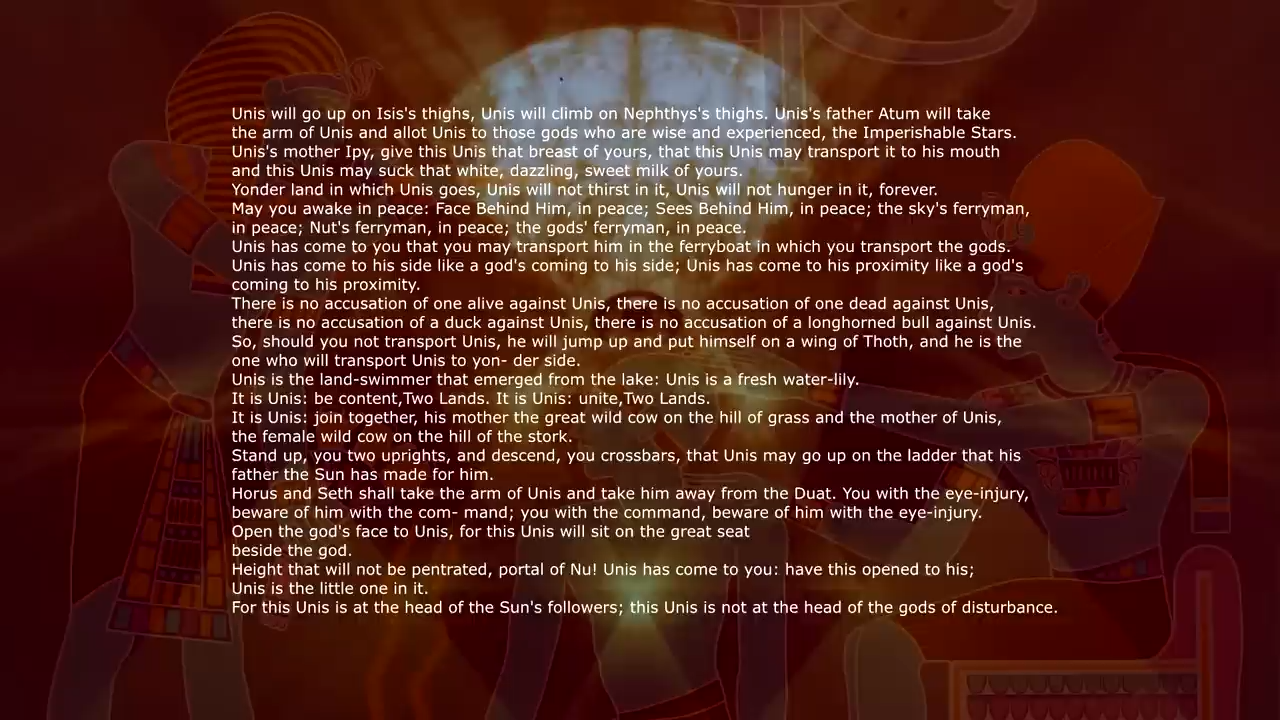 Unis will go up on Isis's thighs, Unis will climb on Nephthys's thighs. Unis's father Atum will take
the arm of Unis and allot Unis to those gods who are wise and experienced, the Imperishable Stars.
Unis's mother Ipy, give this Unis that breast of yours, that this Unis may transport it to his mouth
and this Unis may suck that white, dazzling, sweet milk of yours.
Yonder land in which Unis goes, Unis will not thirst in it, Unis will not hunger in it, forever.
May you awake in peace: Face Behind Him, in peace; Sees Behind Him, in peace; the sky's ferryman,
in peace; Nut's ferryman, in peace; the gods' ferryman, in peace.
Unis has come to you that you may transport him in the ferryboat in which you transport the gods.
Unis has come to his side like a god's coming to his side; Unis has come to his proximity like a god's
coming to his proximity.
There is no accusation of one alive against Unis, there is no accusation of one dead against Unis,
there is no accusation of a duck against Unis, there is no accusation of a longhorned bull against Unis.
So, should you not transport Unis, he will jump up and put himself on a wing of Thoth, and he is the
one who will transport Unis to yon- der side.
Unis is the land-swimmer that emerged from the lake: Unis is a fresh water-lily.
It is Unis: be content,Two Lands. It is Unis: unite,Two Lands.
It is Unis: join together, his mother the great wild cow on the hill of grass and the mother of Unis,
the female wild cow on the hill of the stork.
Stand up, you two uprights, and descend, you crossbars, that Unis may go up on the ladder that his
father the Sun has made for him.
Horus and Seth shall take the arm of Unis and take him away from the Duat. You with the eye-injury,
beware of him with the com- mand; you with the command, beware of him with the eye-injury.
Open the god's face to Unis, for this Unis will sit on the great seat
beside the god.
Height that will not be pentrated, portal of Nu! Unis has come to you: have this opened to his;
Unis is the little one in it.
For this Unis is at the head of the Sun's followers; this Unis is not at the head of the gods of disturbance.